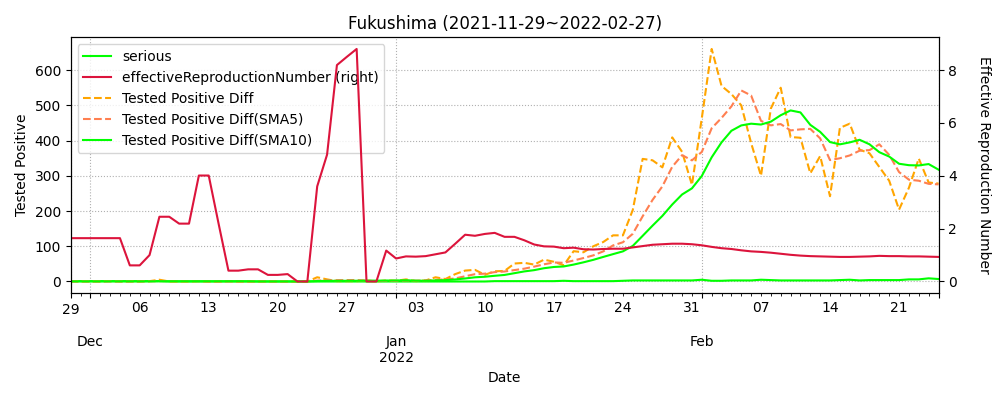 Fukushima (2021-11-29~2022-02-27)
serious
effectiveReproductionNumber (right)
Tested Positive Diff
Tested Positive Diff(SMA5)
Tested Positive Diff(SMA10)
Tested Positive
600
500
400
300
200
100
0
8
6
4
2
0
Effective Reproduction Number
29 06 13 20 27 03 10 17 24 31 07 14 21
Dec Jan Feb
2022
Date